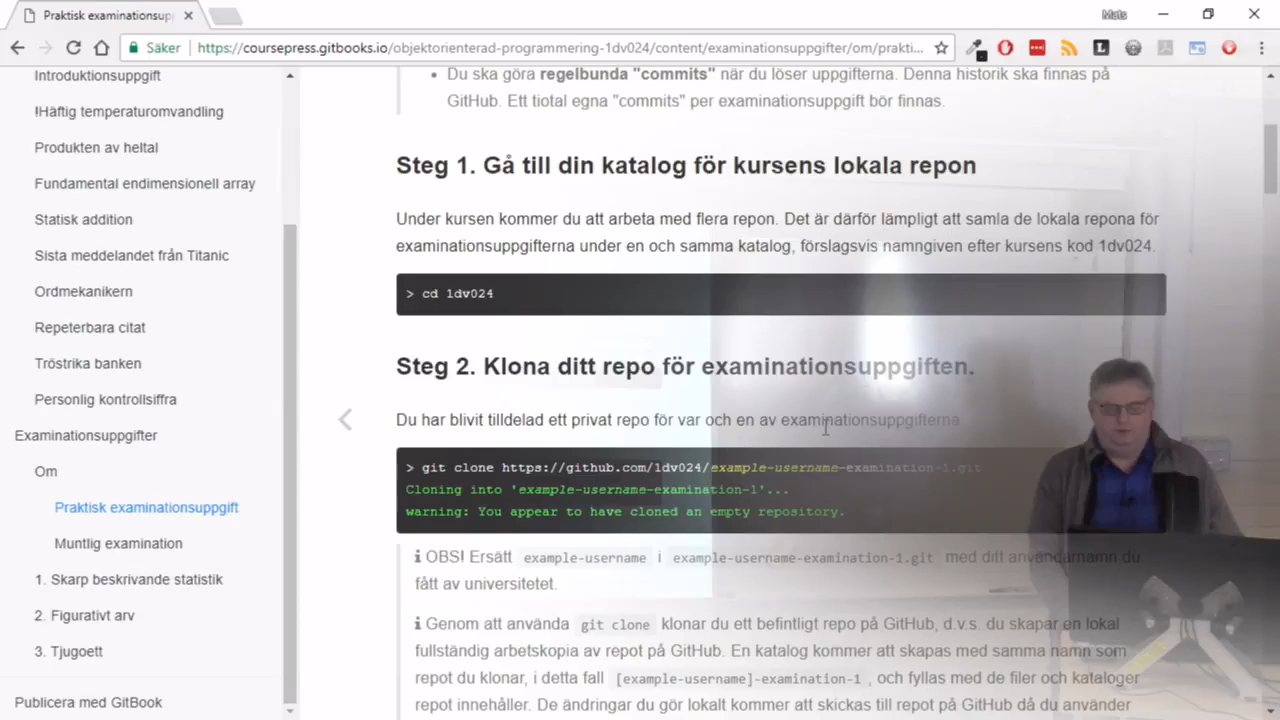 Praktisk examinationsupp
Mats
Säker
https://coursepress.gitbooks.io/objektorienterad-programmering-1dv024/content/examinationsuppgifter/om/prakti...
Introduktionsuppgift
!Häftig temperaturomvandling
Produkten av heltal
Fundamental endimensionell array
Statisk addition
Sista meddelandet från Titanic
Ordmekanikern
Repeterbara citat
Tröstrika banken
Personlig kontrollsiffra
Examinationsuppgifter
Om
Praktisk examinationsuppgift
Muntlig examination
1. Skarp beskrivande statistik
2. Figurativt arv
3. Tjugoett
Publicera med GitBook
• Du ska göra regelbunda "commits" när du löser uppgifterna. Denna historik ska finnas på
GitHub. Ett tiotal egna "commits" per examinationsuppgift bör finnas.
Steg 1. Gå till din katalog för kursens lokala repon
Under kursen kommer du att arbeta med flera repon. Det är därför lämpligt att samla de lokala repona för
examinationsuppgifterna under en och samma katalog, förslagsvis namngiven efter kursens kod 1dv024.
> cd 1dv024
Steg 2. Klona ditt repo för examinationsuppgiften.
Du har blivit tilldelad ett privat repo för var och en av examinationsuppgifterna
> git clone https://github.com/1dv024/example-username-examination-1.git
Cloning into 'example-username-examination-1'...
warning: You appear to have cloned an empty repository.
ℹ OBS! Ersätt example-username i example-username-examination-1.git med ditt användarnamn du
fått av universitetet.
ℹ Genom att använda git clone klonar du ett befintligt repo på GitHub, d.v.s. du skapar en lokal
fullständig arbetskopia av repot på GitHub. En katalog kommer att skapas med samma namn som
repot du klonar, i detta fall [example-username]-examination-1 , och fyllas med de filer och kataloger
repot innehåller. De ändringar du gör lokalt kommer att skickas till repot på GitHub då du använder